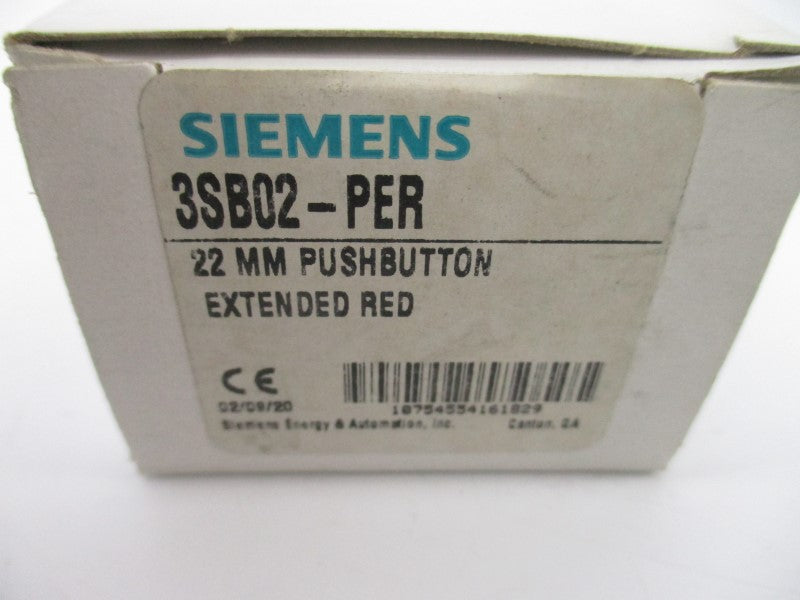 SIEMENS
3SB02-PER
22 MM PUSHBUTTON
EXTENDED RED
CE
02/09/20
10754554161829
Siemens Energy & Automation, Inc. Canton, GA